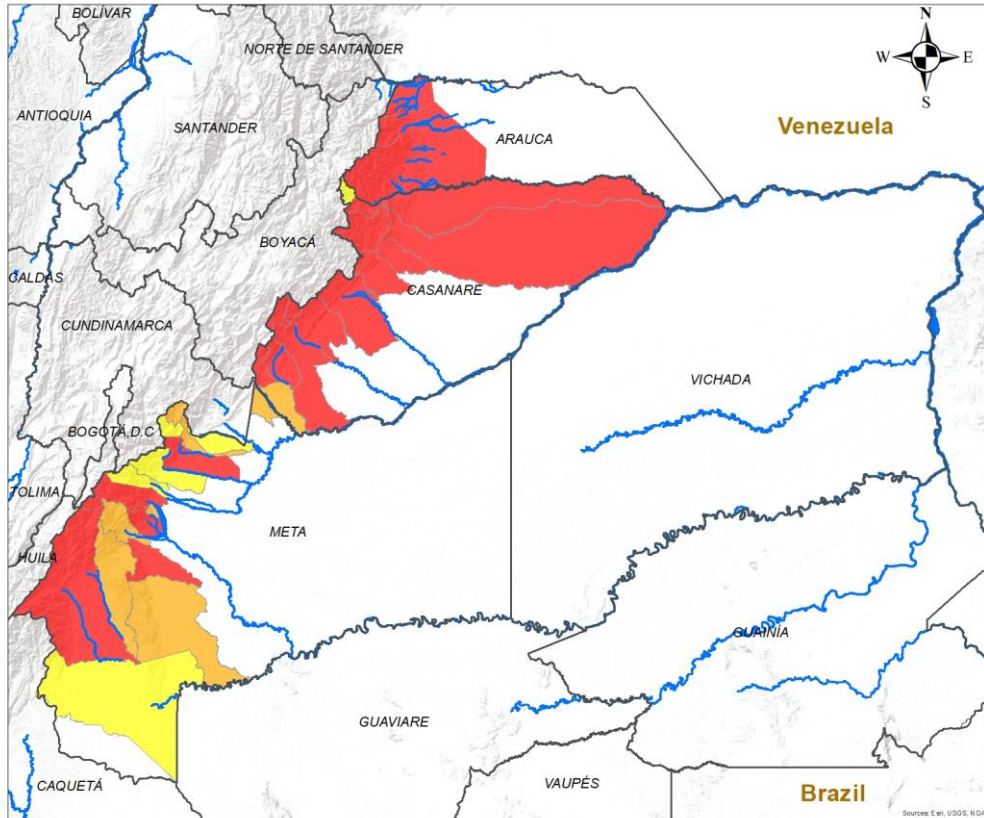 BOLÍVAR
N
NORTE DE SANTANDER
W E
S
ANTIOQUIA
SANTANDER
ARAUCA
Venezuela
BOYACÁ
CALDAS
CASANARE
CUNDINAMARCA
VICHADA
BOGOTÁ, D.C
TOLIMA
META
HUILA
GUAINÍA
GUAVIARE
CAQUETÁ
VAUPÉS
Brazil
Sources: Esri, USGS, NOA